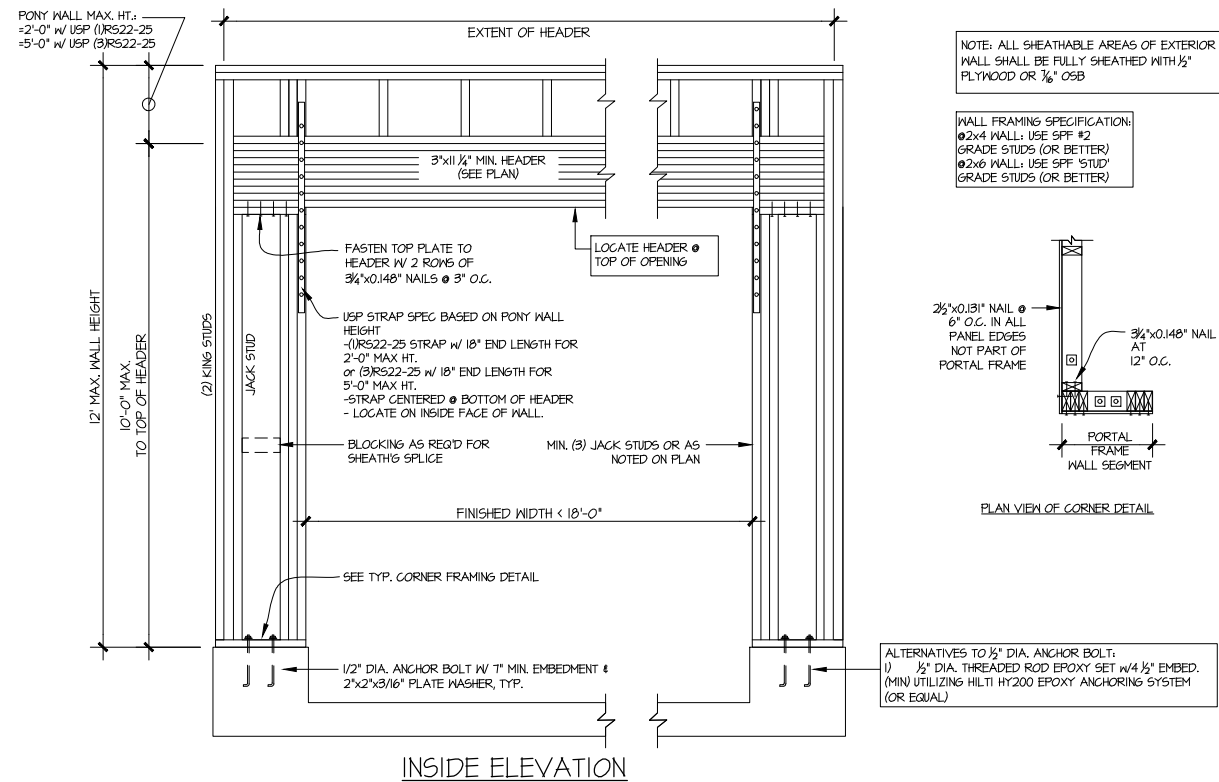 PONY WALL MAX. HT.:
=2'-0" W/ USP (1)RS22-25
=5'-0" W/ USP (3)RS22-25
EXTENT OF HEADER
NOTE: ALL SHEATHABLE AREAS OF EXTERIOR
WALL SHALL BE FULLY SHEATHED WITH ½"
PLYWOOD OR 7/16" OSB
WALL FRAMING SPECIFICATION:
@2x4 WALL: USE SPF #2
GRADE STUDS (OR BETTER)
@2x6 WALL: USE SPF 'STUD'
GRADE STUDS (OR BETTER)
3"x11 ¼" MIN. HEADER
(SEE PLAN)
FASTEN TOP PLATE TO
HEADER W/ 2 ROWS OF
3¼"x0.148" NAILS @ 3" O.C.
LOCATE HEADER @
TOP OF OPENING
USP STRAP SPEC BASED ON PONY WALL
HEIGHT
-(1)RS22-25 STRAP w/ 18" END LENGTH FOR
2'-0" MAX HT.
or (3)RS22-25 w/ 18" END LENGTH FOR
5'-0" MAX HT.
-STRAP CENTERED @ BOTTOM OF HEADER
- LOCATE ON INSIDE FACE OF WALL.
12' MAX. WALL HEIGHT
10'-0" MAX.
TO TOP OF HEADER
(2) KING STUDS
JACK STUD
BLOCKING AS REQ'D FOR
SHEATH'G SPLICE
MIN. (3) JACK STUDS OR AS
NOTED ON PLAN
FINISHED WIDTH < 18'-0"
SEE TYP. CORNER FRAMING DETAIL
1/2" DIA. ANCHOR BOLT W/ 7" MIN. EMBEDMENT &
2"x2"x3/16" PLATE WASHER, TYP.
2½"x0.131" NAIL @
6" O.C. IN ALL
PANEL EDGES
NOT PART OF
PORTAL FRAME
3¼"x0.148" NAIL
AT
12" O.C.
PORTAL
FRAME
WALL SEGMENT
PLAN VIEW OF CORNER DETAIL
ALTERNATIVES TO ½" DIA. ANCHOR BOLT:
1) ½" DIA. THREADED ROD EPOXY SET w/4 ½" EMBED.
(MIN) UTILIZING HILTI HY200 EPOXY ANCHORING SYSTEM
(OR EQUAL)
INSIDE ELEVATION